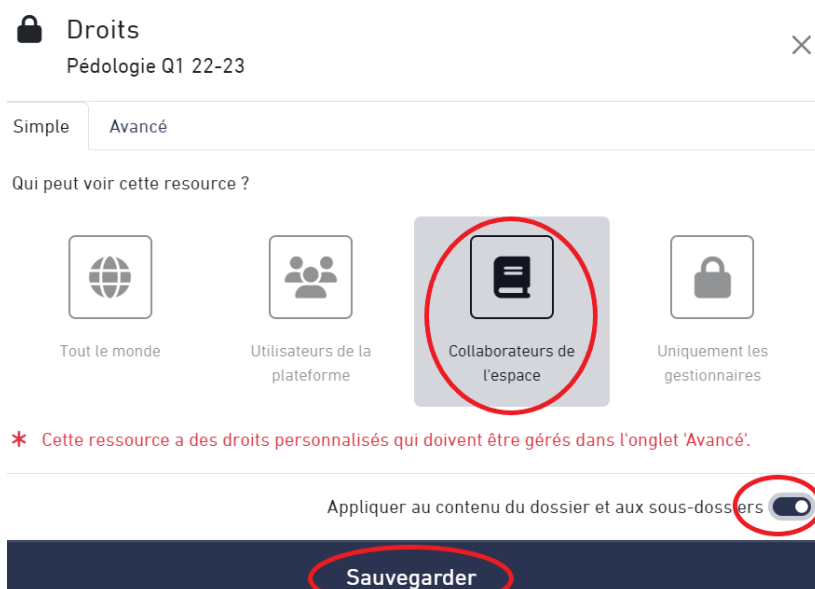 Droits
Pédologie Q1 22-23
Simple Avancé
Qui peut voir cette resource ?
Tout le monde
Utilisateurs de la
plateforme
Collaborateurs de
l'espace
Uniquement les
gestionnaires
* Cette ressource a des droits personnalisés qui doivent être gérés dans l'onglet 'Avancé'.
Appliquer au contenu du dossier et aux sous-dossiers
Sauvegarder